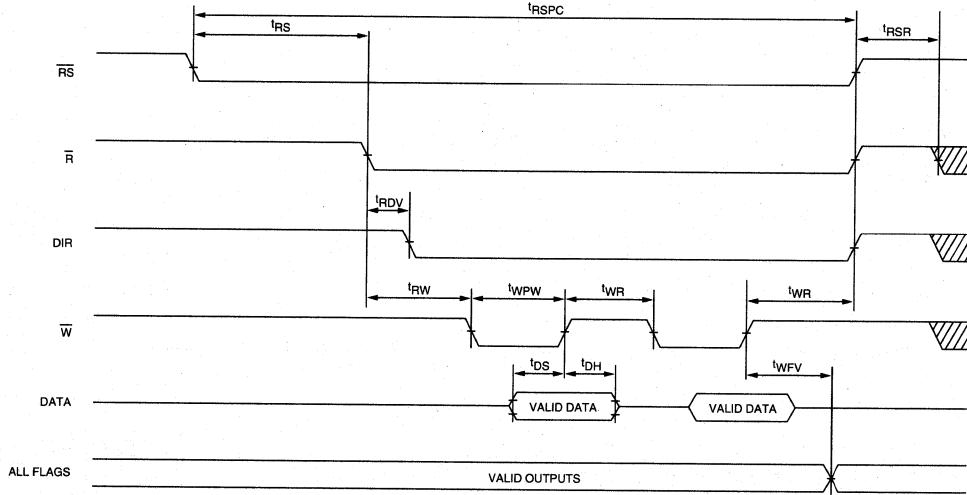 tRSPC
tRS
tRSR
R̅S̅
R̅
tRDV
DIR
tRW
tWPW
tWR
tWR
W̅
tDS
tDH
tWFV
DATA
VALID DATA
VALID DATA
ALL FLAGS
VALID OUTPUTS